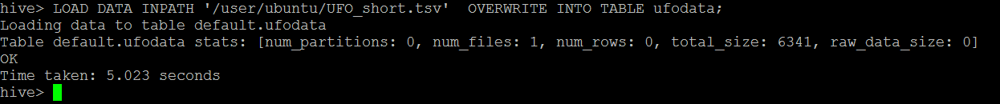 hive> LOAD DATA INPATH '/user/ubuntu/UFO_short.tsv'  OVERWRITE INTO TABLE ufodata;
Loading data to table default.ufodata
Table default.ufodata stats: [num_partitions: 0, num_files: 1, num_rows: 0, total_size: 6341, raw_data_size: 0]
OK
Time taken: 5.023 seconds
hive>